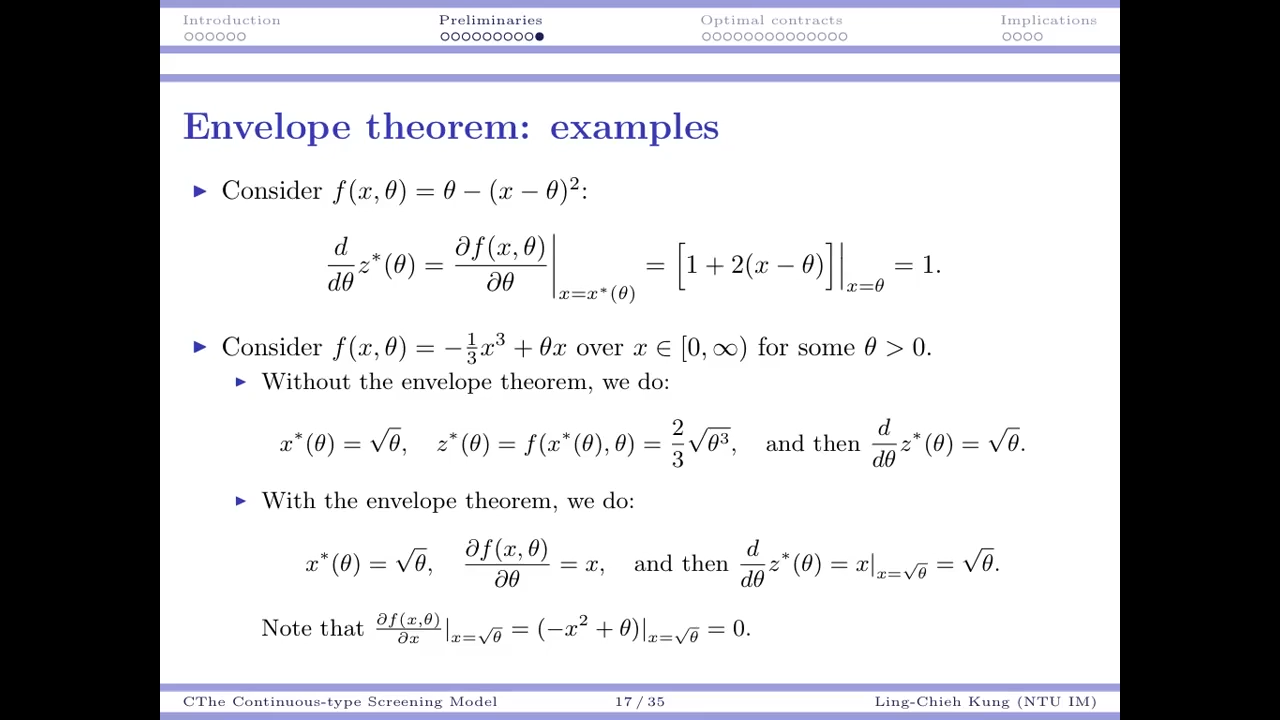 Introduction Preliminaries Optimal contracts Implications
Envelope theorem: examples
▶ Consider f(x, θ) = θ − (x − θ)²:
d/dθ z*(θ) = ∂f(x, θ)/∂θ |x=x*(θ) = [1 + 2(x − θ)]|x=θ = 1.
▶ Consider f(x, θ) = −1/3 x³ + θx over x ∈ [0, ∞) for some θ > 0.
▶ Without the envelope theorem, we do:
x*(θ) = √θ, z*(θ) = f(x*(θ), θ) = 2/3 √θ³, and then d/dθ z*(θ) = √θ.
▶ With the envelope theorem, we do:
x*(θ) = √θ, ∂f(x, θ)/∂θ = x, and then d/dθ z*(θ) = x|x=√θ = √θ.
Note that ∂f(x,θ)/∂x |x=√θ = (−x² + θ)|x=√θ = 0.
CThe Continuous-type Screening Model 17 / 35 Ling-Chieh Kung (NTU IM)